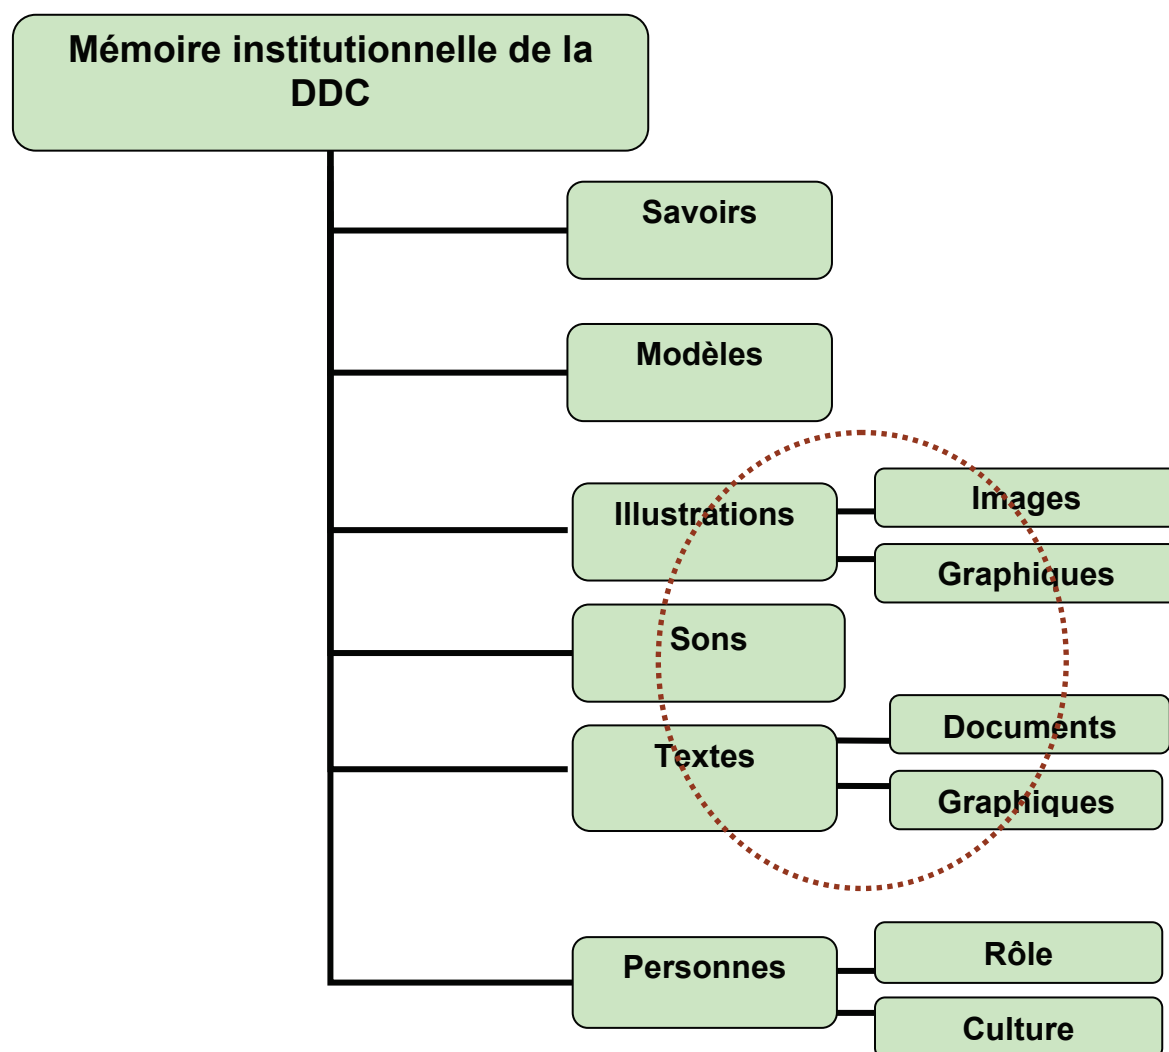 Mémoire institutionnelle de la
DDC
Savoirs
Modèles
Illustrations
Images
Graphiques
Sons
Textes
Documents
Graphiques
Personnes
Rôle
Culture